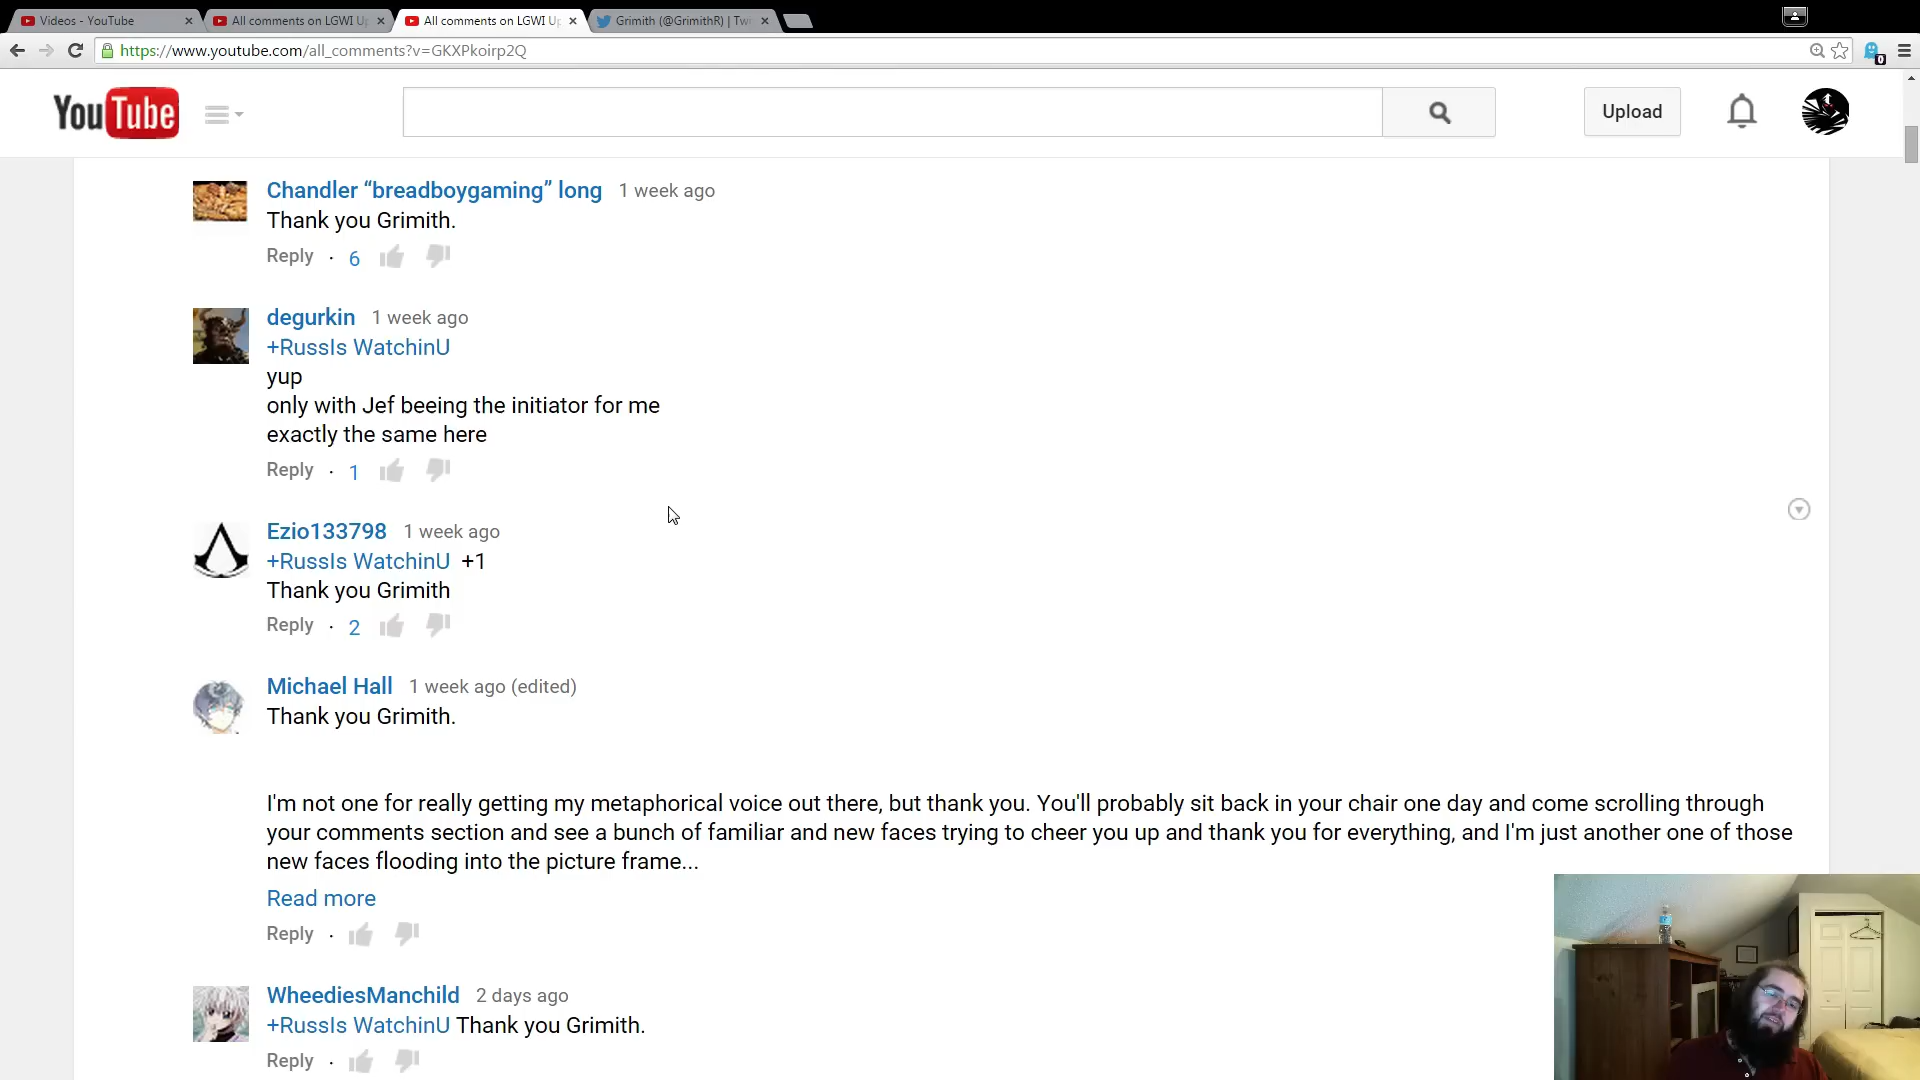 Videos - YouTube
All comments on LGWI Up
All comments on LGWI Up
Grimith (@GrimithR) | Twi
https://www.youtube.com/all_comments?v=GKXPkoirp2Q
0
YouTube
Upload
Chandler “breadboygaming” long 1 week ago
Thank you Grimith.
Reply · 6
degurkin 1 week ago
+RussIs WatchinU
yup
only with Jef beeing the initiator for me
exactly the same here
Reply · 1
Ezio133798 1 week ago
+RussIs WatchinU +1
Thank you Grimith
Reply · 2
Michael Hall 1 week ago (edited)
Thank you Grimith.
I'm not one for really getting my metaphorical voice out there, but thank you. You'll probably sit back in your chair one day and come scrolling through
your comments section and see a bunch of familiar and new faces trying to cheer you up and thank you for everything, and I'm just another one of those
new faces flooding into the picture frame...
Read more
Reply ·
WheediesManchild 2 days ago
+RussIs WatchinU Thank you Grimith.
Reply ·